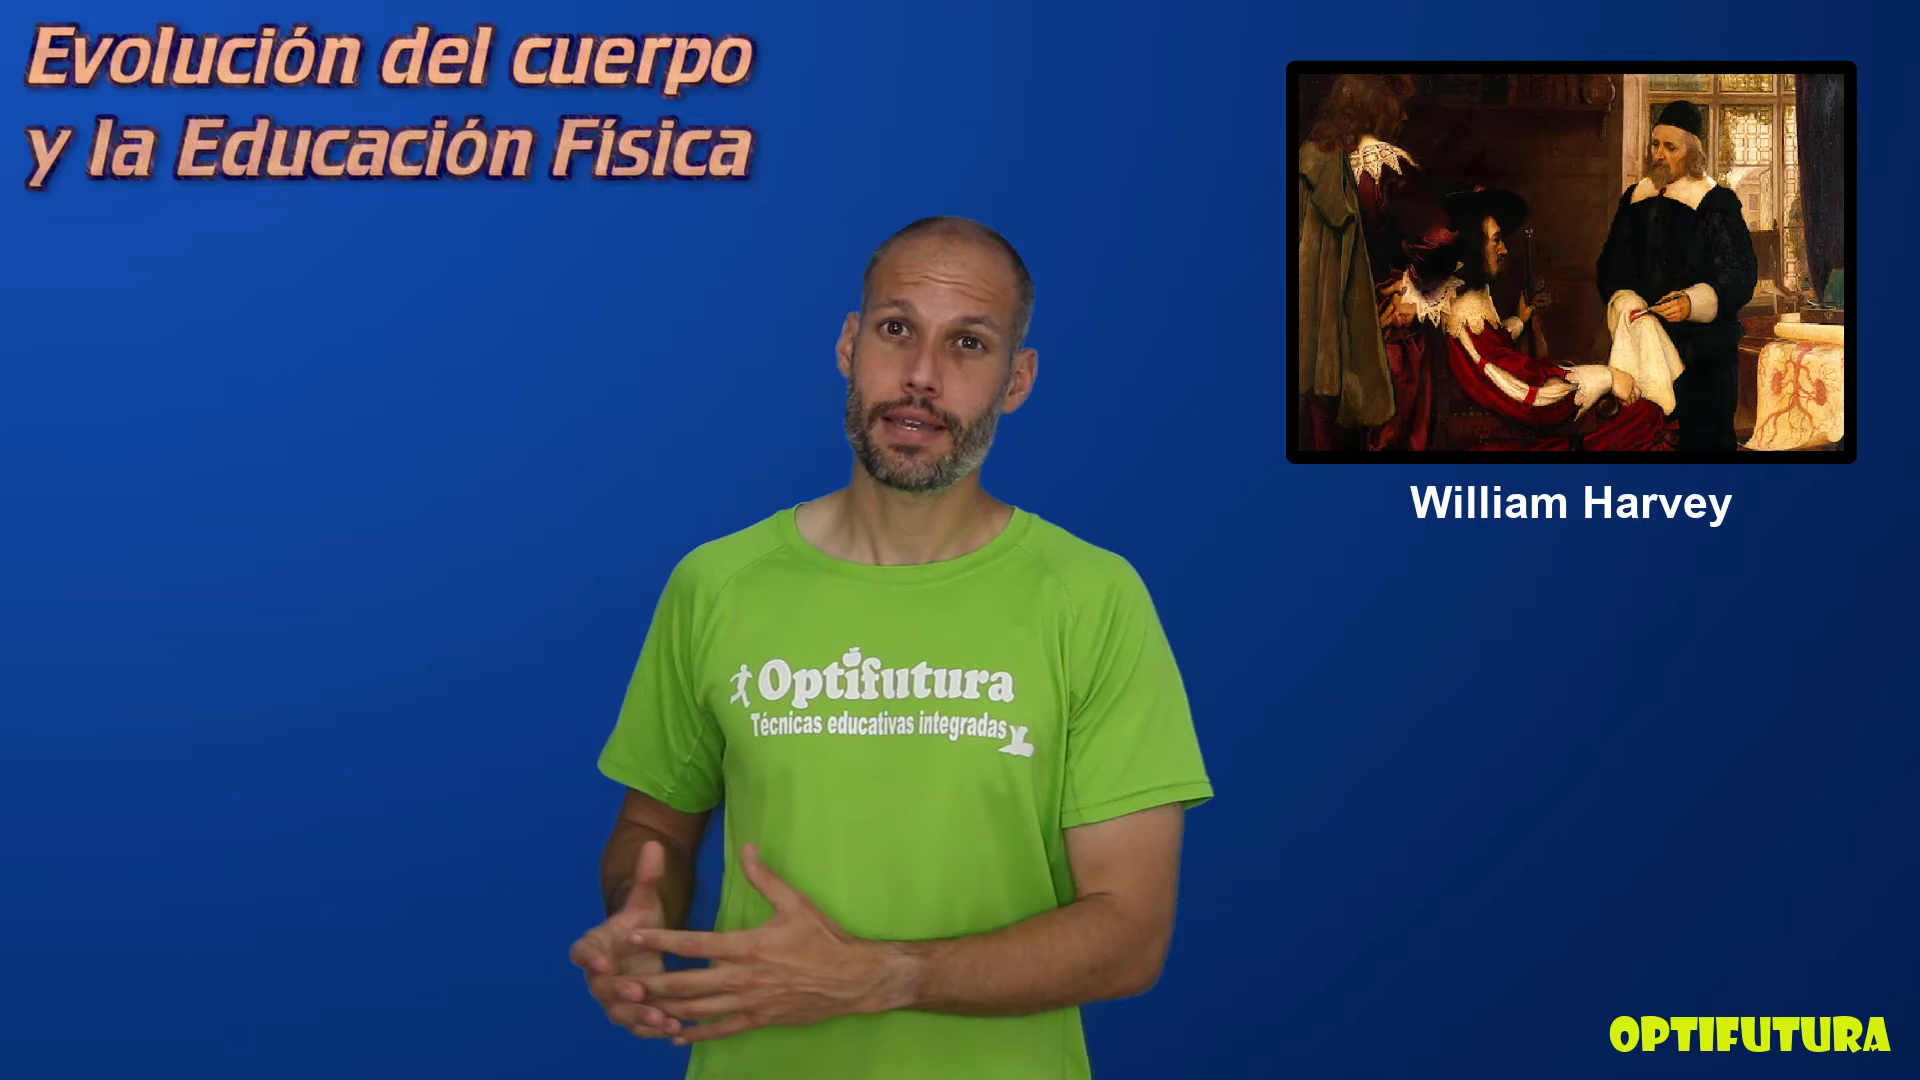 Evolución del cuerpo
y la Educación Física
William Harvey
Optifutura
Técnicas educativas integradas
OPTIFUTURA